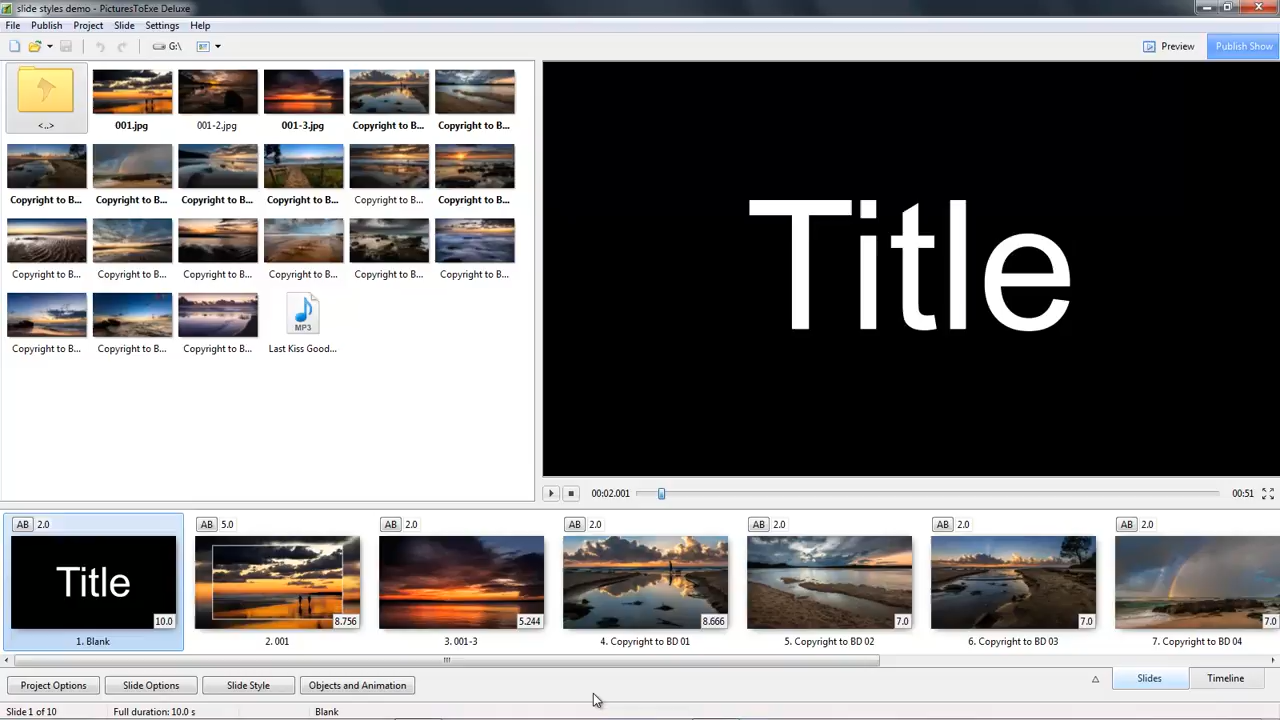 slide styles demo - PicturesToExe Deluxe
File Publish Project Slide Settings Help
G:\ Preview Publish Show
<..> 001.jpg 001-2.jpg 001-3.jpg Copyright to B... Copyright to B...
Copyright to B... Copyright to B... Copyright to B... Copyright to B... Copyright to B... Copyright to B...
Copyright to B... Copyright to B... Copyright to B... Copyright to B... Copyright to B... Copyright to B...
MP3
Copyright to B... Copyright to B... Copyright to B... Last Kiss Good...
Title
00:02.001 00:51
AB 2.0 AB 5.0 AB 2.0 AB 2.0 AB 2.0 AB 2.0 AB 2.0
Title
10.0 8.756 5.244 8.666 7.0 7.0 7.0
1. Blank 2. 001 3. 001-3 4. Copyright to BD 01 5. Copyright to BD 02 6. Copyright to BD 03 7. Copyright to BD 04
Project Options Slide Options Slide Style Objects and Animation Slides Timeline
Slide 1 of 10 Full duration: 10.0 s Blank